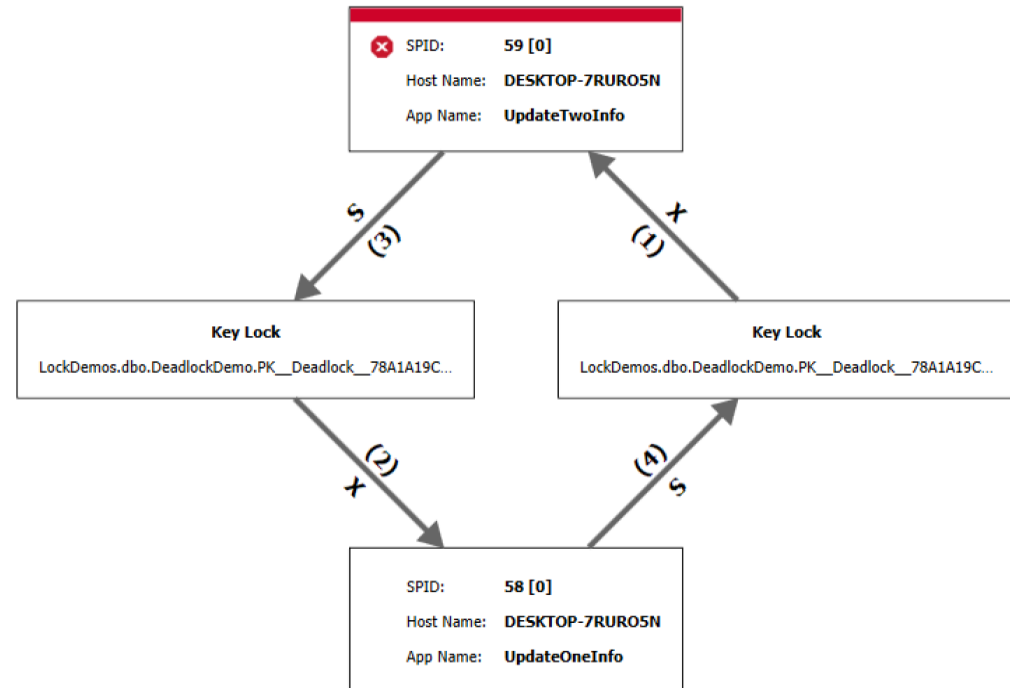 SPID: 59 [0]
Host Name: DESKTOP-7RURO5N
App Name: UpdateTwoInfo
S
(3)
X
(1)
Key Lock
LockDemos.dbo.DeadlockDemo.PK__Deadlock__78A1A19C...
Key Lock
LockDemos.dbo.DeadlockDemo.PK__Deadlock__78A1A19C...
(2)
X
(4)
S
SPID: 58 [0]
Host Name: DESKTOP-7RURO5N
App Name: UpdateOneInfo